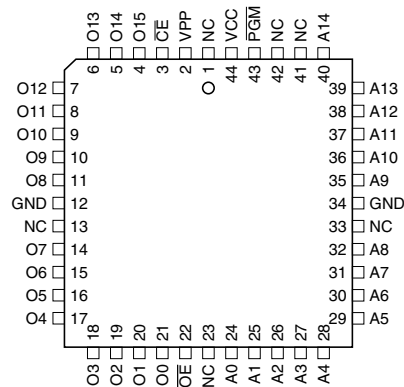 O13 O14 O15 C̅E̅ VPP NC VCC P̅G̅M̅ NC NC A14
6 5 4 3 2 1 44 43 42 41 40
O12 7 39 A13
O11 8 38 A12
O10 9 37 A11
O9 10 36 A10
O8 11 35 A9
GND 12 34 GND
NC 13 33 NC
O7 14 32 A8
O6 15 31 A7
O5 16 30 A6
O4 17 29 A5
18 19 20 21 22 23 24 25 26 27 28
O3 O2 O1 O0 O̅E̅ NC A0 A1 A2 A3 A4